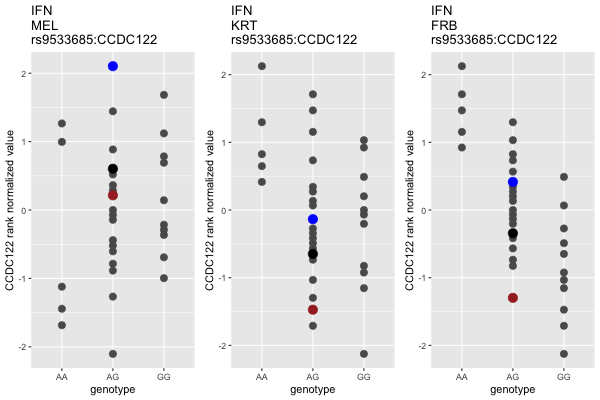 IFN
MEL
rs9533685:CCDC122
CCDC122 rank normalized value
2
1
0
-1
-2
AA
AG
GG
genotype
IFN
KRT
rs9533685:CCDC122
CCDC122 rank normalized value
2
1
0
-1
-2
AA
AG
GG
genotype
IFN
FRB
rs9533685:CCDC122
CCDC122 rank normalized value
2
1
0
-1
-2
AA
AG
GG
genotype